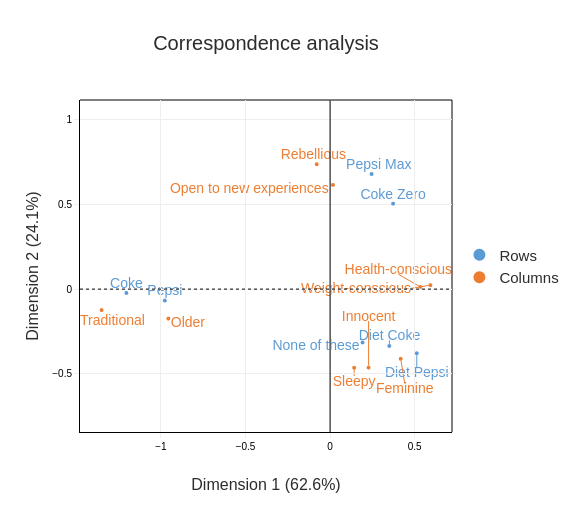 Correspondence analysis
Dimension 2 (24.1%)
1
0.5
0
−0.5
Rebellious
Pepsi Max
Open to new experiences
Coke Zero
Health-conscious
Weight-conscious
Coke
Pepsi
Traditional
Older
Innocent
None of these
Diet Coke
Diet Pepsi
Sleepy
Feminine
−1
−0.5
0
0.5
Dimension 1 (62.6%)
Rows
Columns